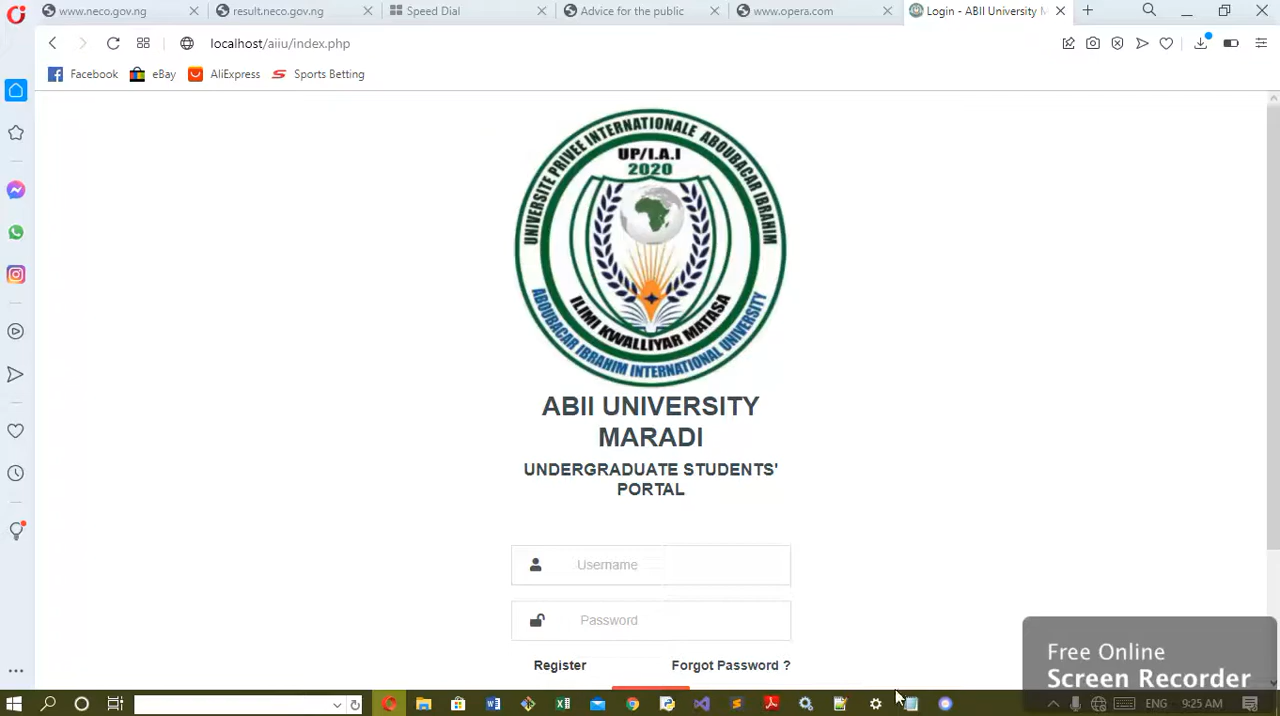 www.neco.gov.ng
result.neco.gov.ng
Speed Dial
Advice for the public
www.opera.com
Login - ABII University M
localhost/aiiu/index.php
Facebook
eBay
AliExpress
Sports Betting
UNIVERSITE PRIVEE INTERNATIONALE ABOUBACAR IBRAHIM
UP/I.A.I
2020
ILIMI KWALLIYAR MATASA
ABOUBACAR IBRAHIM INTERNATIONAL UNIVERSITY
ABII UNIVERSITY
MARADI
UNDERGRADUATE STUDENTS'
PORTAL
Username
Password
Register
Forgot Password ?
Free Online
Screen Recorder
ENG
9:25 AM